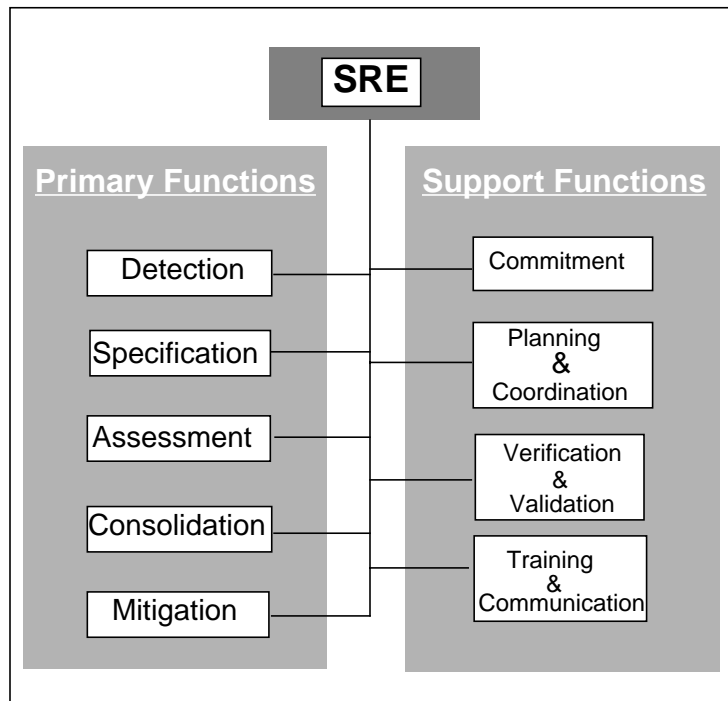 SRE
Primary Functions
Detection
Specification
Assessment
Consolidation
Mitigation
Support Functions
Commitment
Planning
&
Coordination
Verification
&
Validation
Training
&
Communication